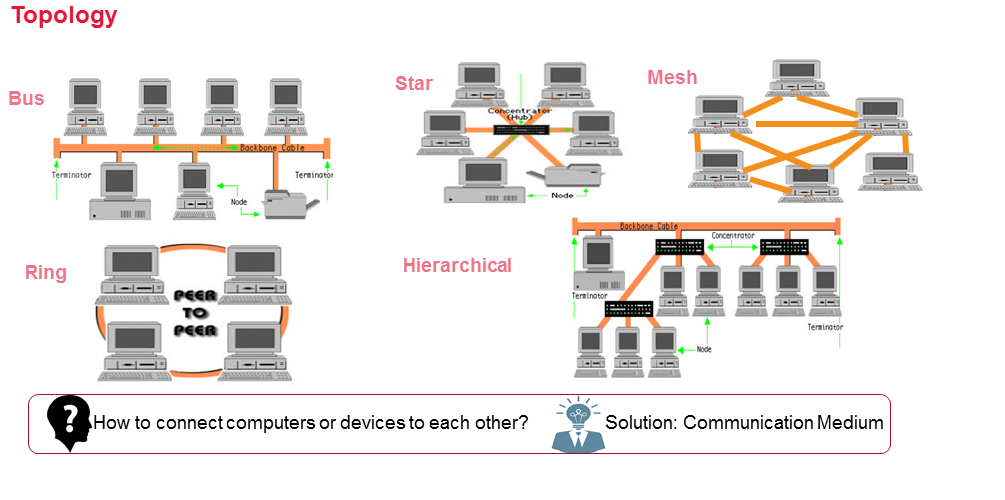 Topology
Bus
Backbone Cable
Terminator
Terminator
Node
Star
Concentrator
(Hub)
Node
Mesh
Ring
PEER
TO
PEER
Hierarchical
Backbone Cable
Concentrator
Terminator
Terminator
Node
?
How to connect computers or devices to each other?
Solution: Communication Medium